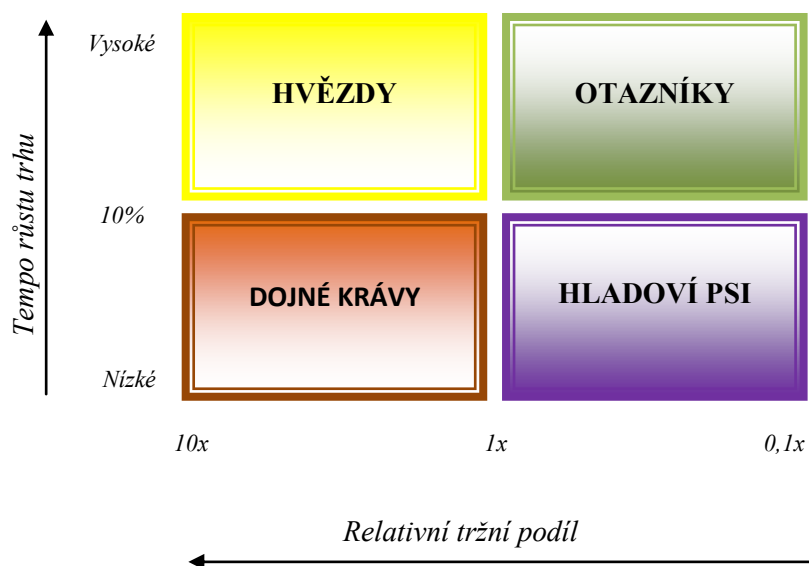 Vysoké
HVĚZDY
OTAZNÍKY
Tempo růstu trhu
10%
DOJNÉ KRÁVY
HLADOVÍ PSI
Nízké
10x
1x
0,1x
Relativní tržní podíl